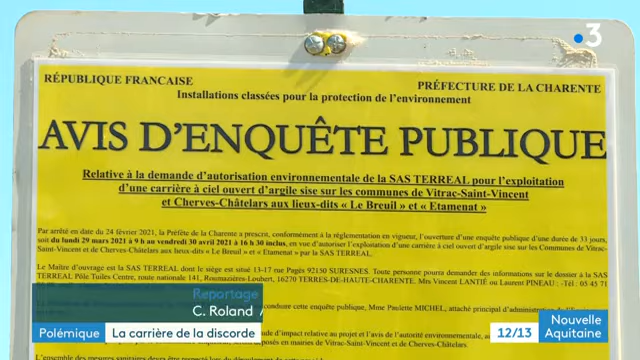 3
RÉPUBLIQUE FRANCAISE
PRÉFECTURE DE LA CHARENTE
Installations classées pour la protection de l'environnement
AVIS D'ENQUÊTE PUBLIQUE
Relative à la demande d'autorisation environnementale de la SAS TERREAL pour l'exploitation
d'une carrière à ciel ouvert d'argile sise sur les communes de Vitrac-Saint-Vincent
et Cherves-Châtelars aux lieux-dits « Le Breuil » et « Etamenat »
Par arrêté en date du 24 février 2021, la Préfète de la Charente a prescrit, conformément à la réglementation en vigueur, l'ouverture d'une enquête publique d'une durée de 33 jours,
soit du lundi 29 mars 2021 à 9 h au vendredi 30 avril 2021 à 16 h 30 inclus, en vue d'autoriser l'exploitation d'une carrière à ciel ouvert d'argile sise sur les Communes de Vitrac-
Saint-Vincent et de Cherves-Châtelars aux lieux-dits « Le Breuil » et « Etamenat » par la SAS TERREAL.
Le Maître d'ouvrage est la SAS TERREAL dont le siège est situé 13-17 rue Pagès 92150 SURESNES. Toute personne pourra demander des informations sur le dossier à la SAS
TERREAL Pôle Tuiles Centre, route nationale 141, Roumazières-Loubert, 16270 TERRES-DE-HAUTE-CHARENTE. Mrs Vincent LANTIÉ ou Laurent PINEAU : -Tél : 05 45 71
conduire cette enquête publique, Mme Paulette MICHEL, attaché principal d'administration de
Reportage
C. Roland /
d'impact relative au projet et l'avis de l'autorité environnementale,
déposés en mairies de Vitrac-Saint-Vincent et Cherves-Châtelars.
Polémique
La carrière de la discorde
12/13
Nouvelle
Aquitaine
L'ensemble des mesures sanitaires